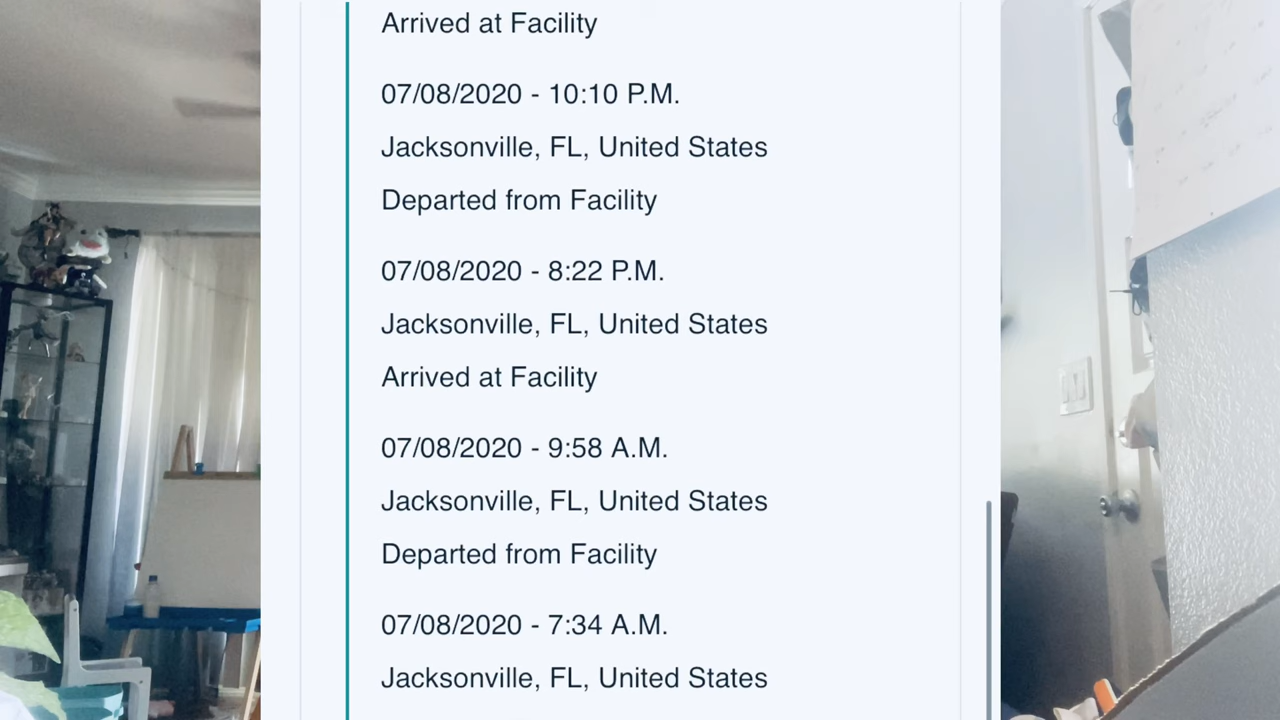 Arrived at Facility
07/08/2020 - 10:10 P.M.
Jacksonville, FL, United States
Departed from Facility
07/08/2020 - 8:22 P.M.
Jacksonville, FL, United States
Arrived at Facility
07/08/2020 - 9:58 A.M.
Jacksonville, FL, United States
Departed from Facility
07/08/2020 - 7:34 A.M.
Jacksonville, FL, United States